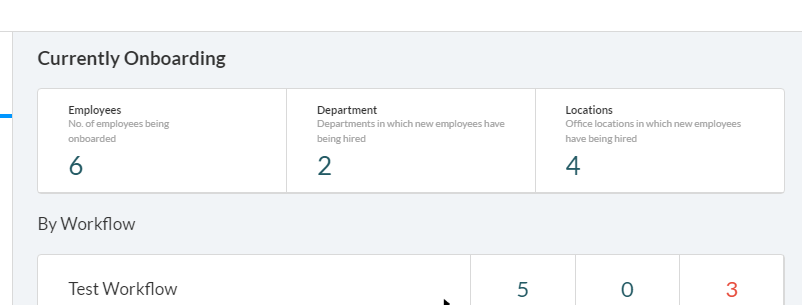 Currently Onboarding
Employees
No. of employees being
onboarded
6
Department
Departments in which new employees have
being hired
2
Locations
Office locations in which new employees
have being hired
4
By Workflow
Test Workflow 5 0 3